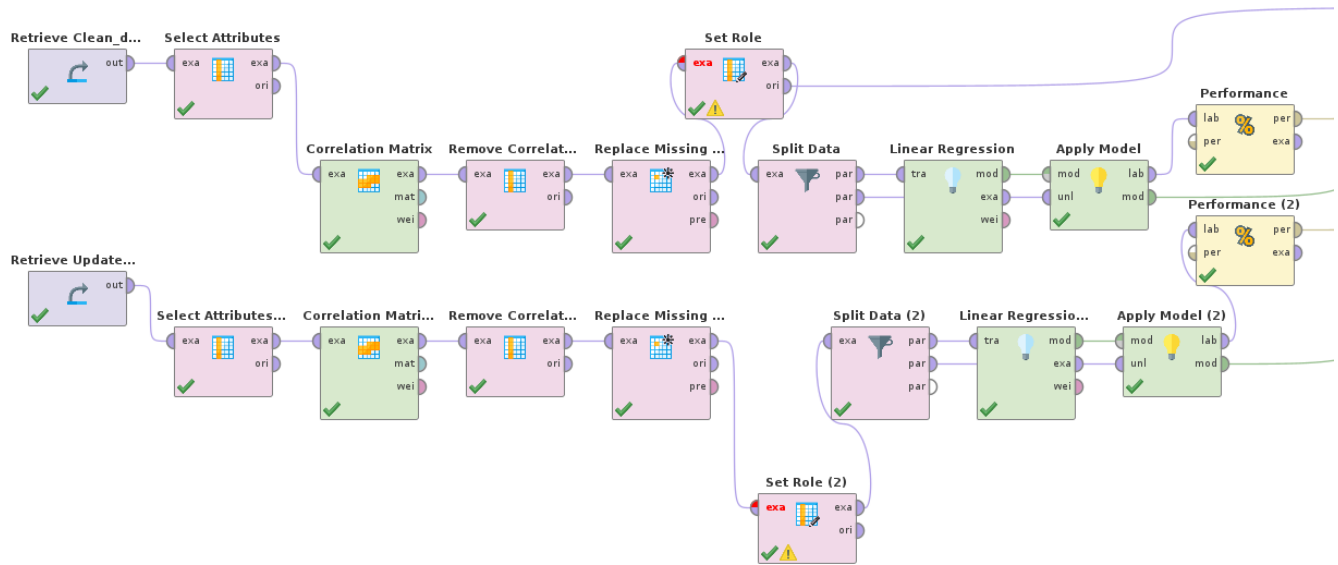 Retrieve Clean_d...
out
Select Attributes
exa exa
ori
Set Role
exa exa
ori
Performance
lab per
per exa
Correlation Matrix
exa exa
mat
wei
Remove Correlat...
exa exa
ori
Replace Missing ...
exa exa
ori
pre
Split Data
exa par
par
par
Linear Regression
tra mod
exa
wei
Apply Model
mod lab
unl mod
Performance (2)
lab per
per exa
Retrieve Update...
out
Select Attributes...
exa exa
ori
Correlation Matri...
exa exa
mat
wei
Remove Correlat...
exa exa
ori
Replace Missing ...
exa exa
ori
pre
Split Data (2)
exa par
par
par
Linear Regressio...
tra mod
exa
wei
Apply Model (2)
mod lab
unl mod
Set Role (2)
exa exa
ori